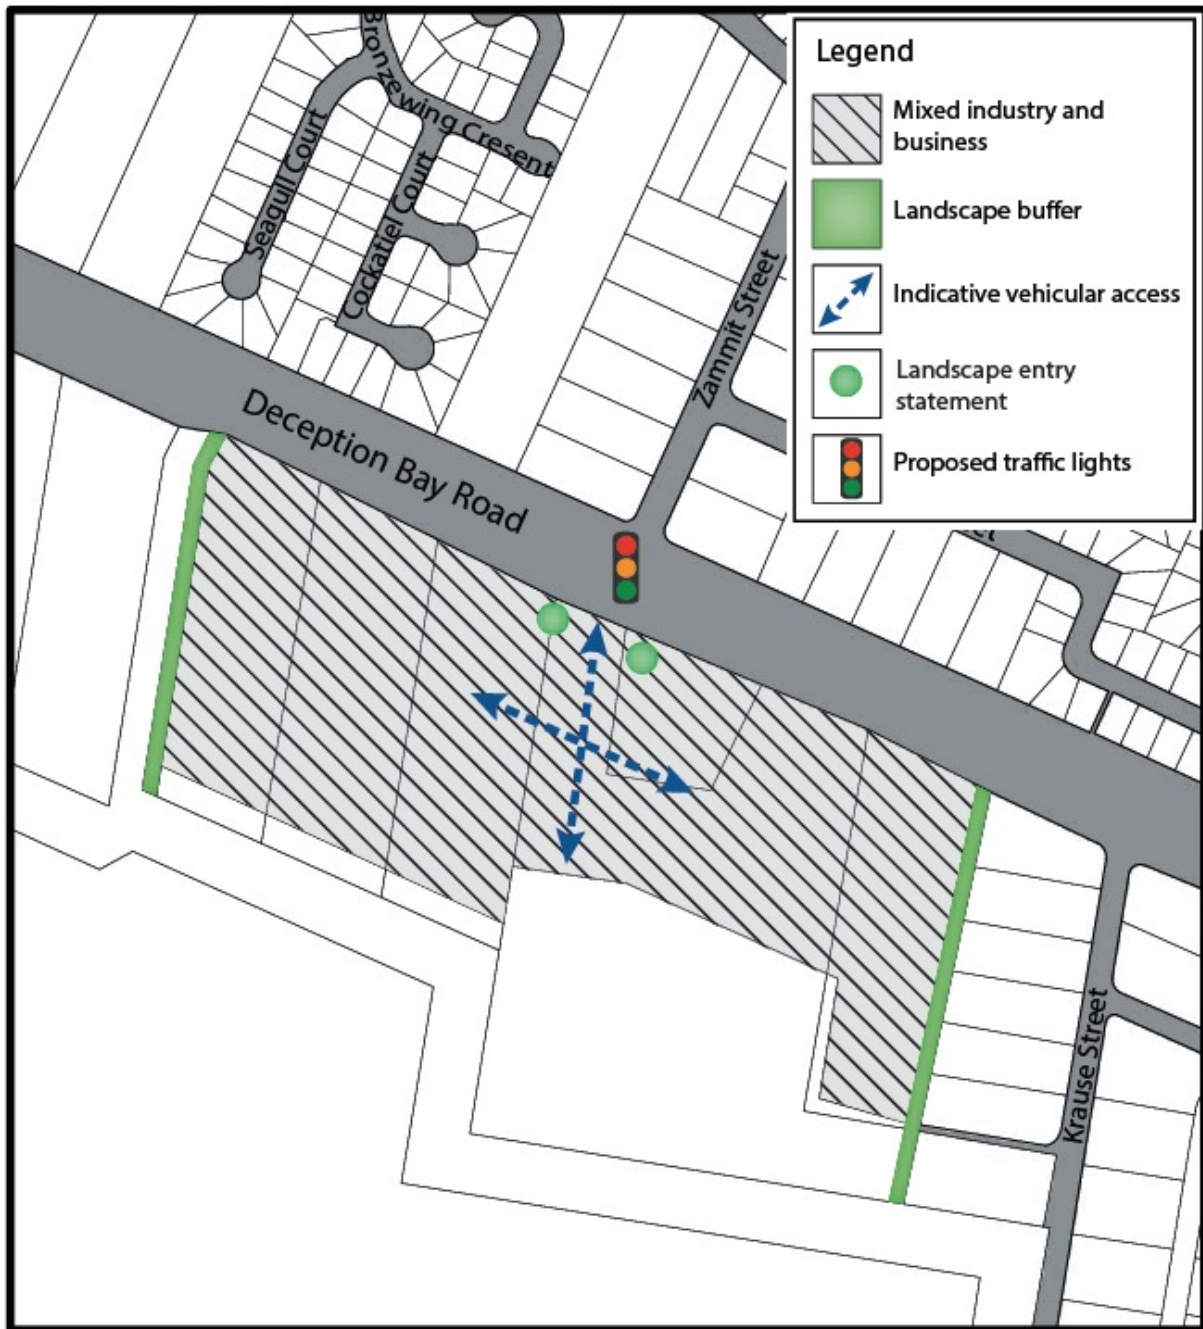 Legend
Mixed industry and
business
Landscape buffer
Indicative vehicular access
Landscape entry
statement
Proposed traffic lights
Bronzewing Cresent
Seagull Court
Cockatiel Court
Zammit Street
Deception Bay Road
Krause Street